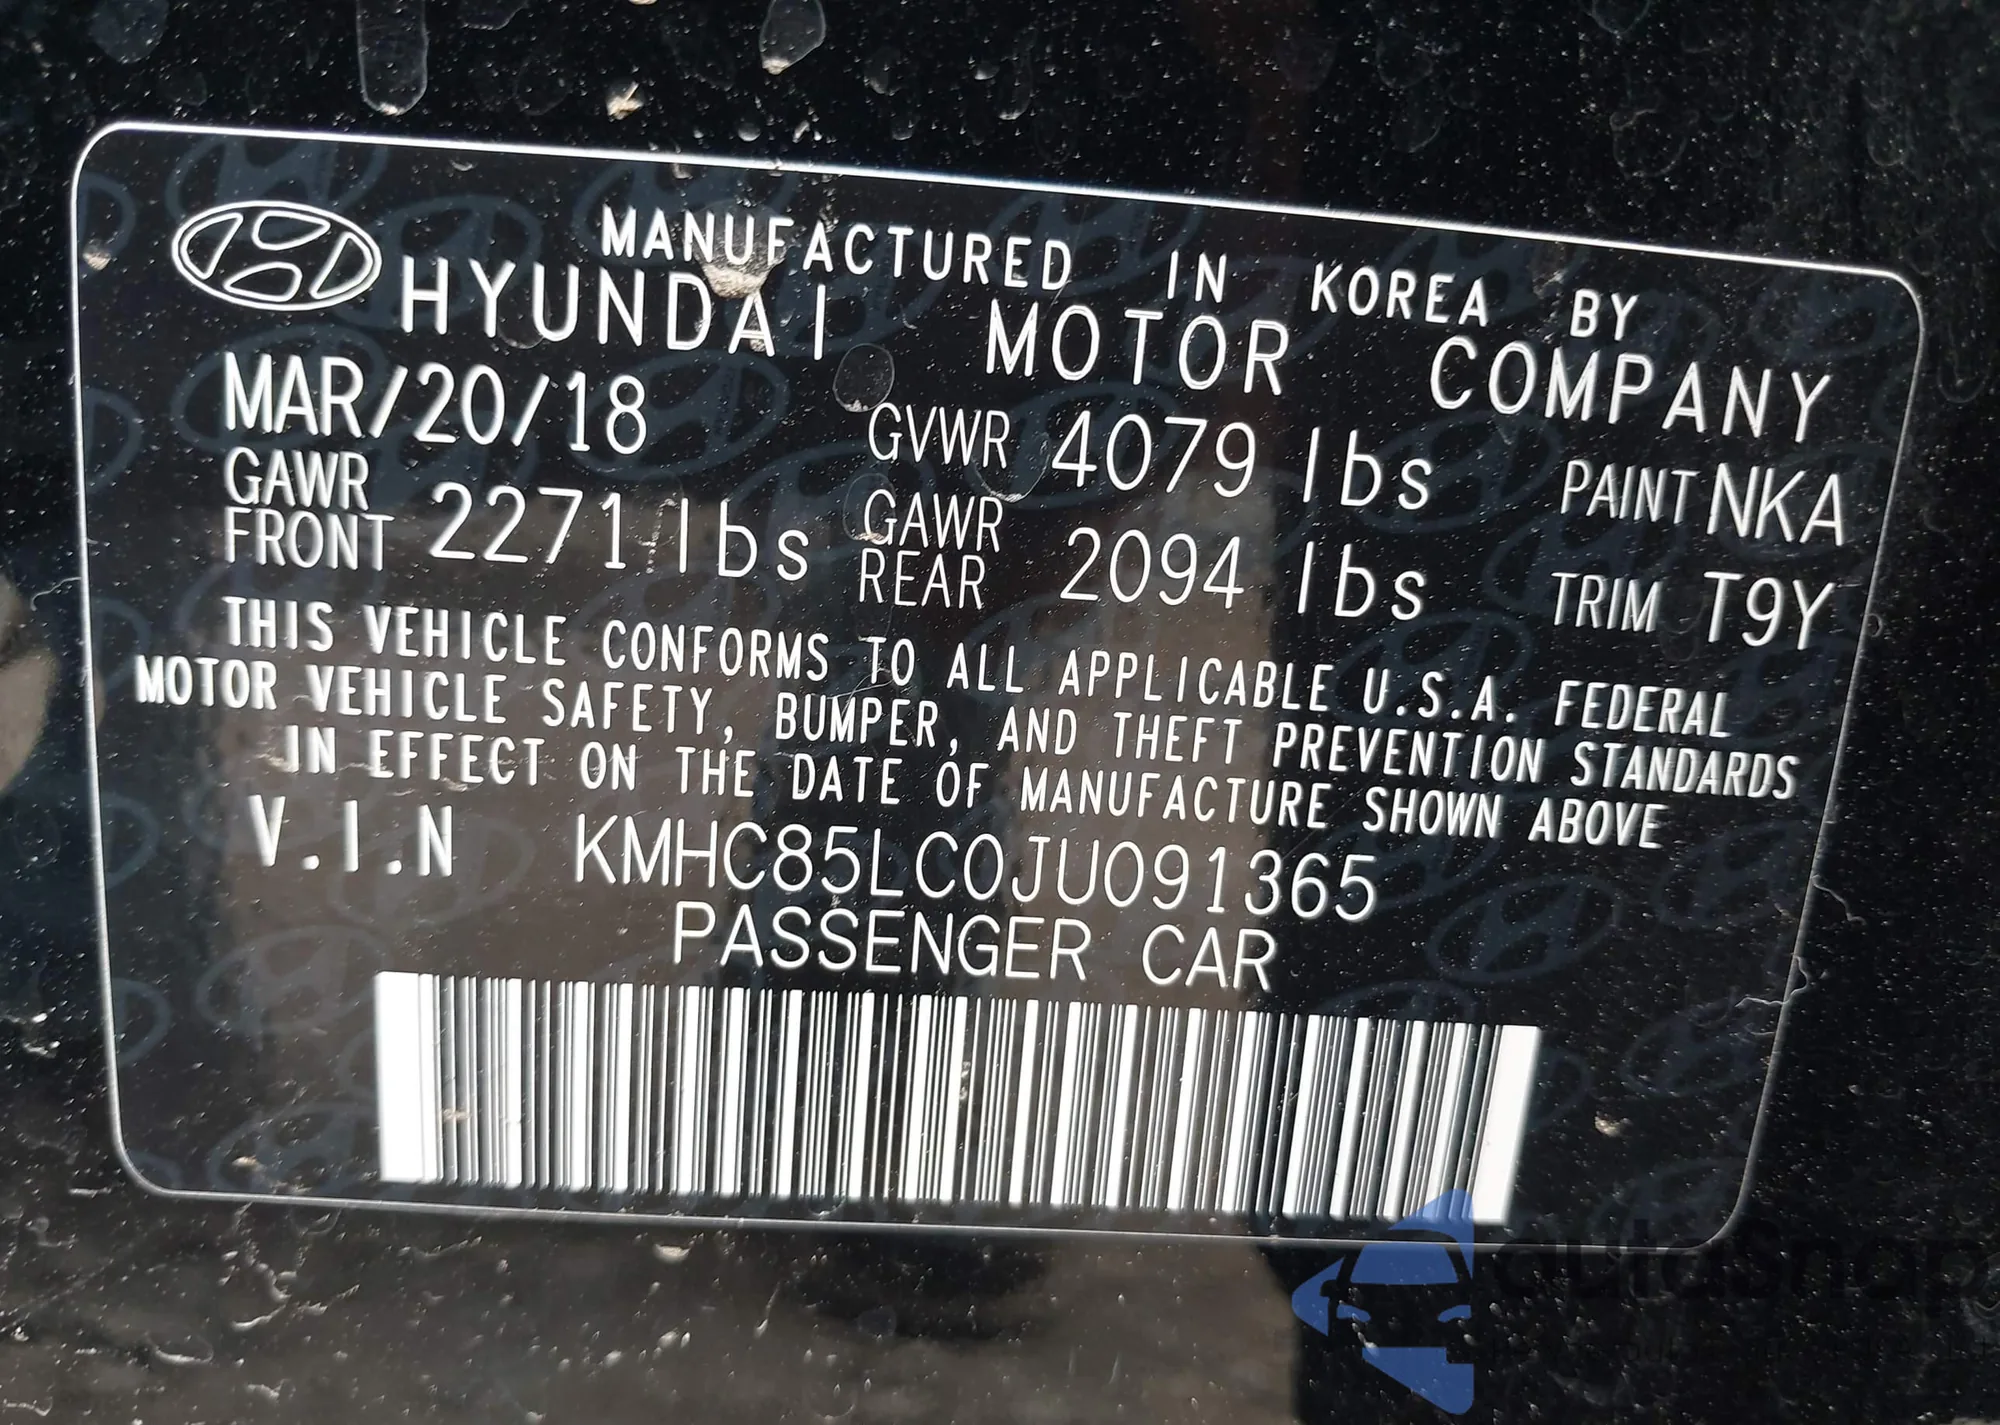 MANUFACTURED IN KOREA BY
HYUNDAI MOTOR COMPANY
MAR/20/18 GVWR 4079 lbs PAINT NKA
GAWR FRONT 2271 lbs GAWR REAR 2094 lbs TRIM T9Y
THIS VEHICLE CONFORMS TO ALL APPLICABLE U.S.A. FEDERAL
MOTOR VEHICLE SAFETY, BUMPER, AND THEFT PREVENTION STANDARDS
IN EFFECT ON THE DATE OF MANUFACTURE SHOWN ABOVE
V.I.N KMHC85LC0JU091365
PASSENGER CAR
autoSnap